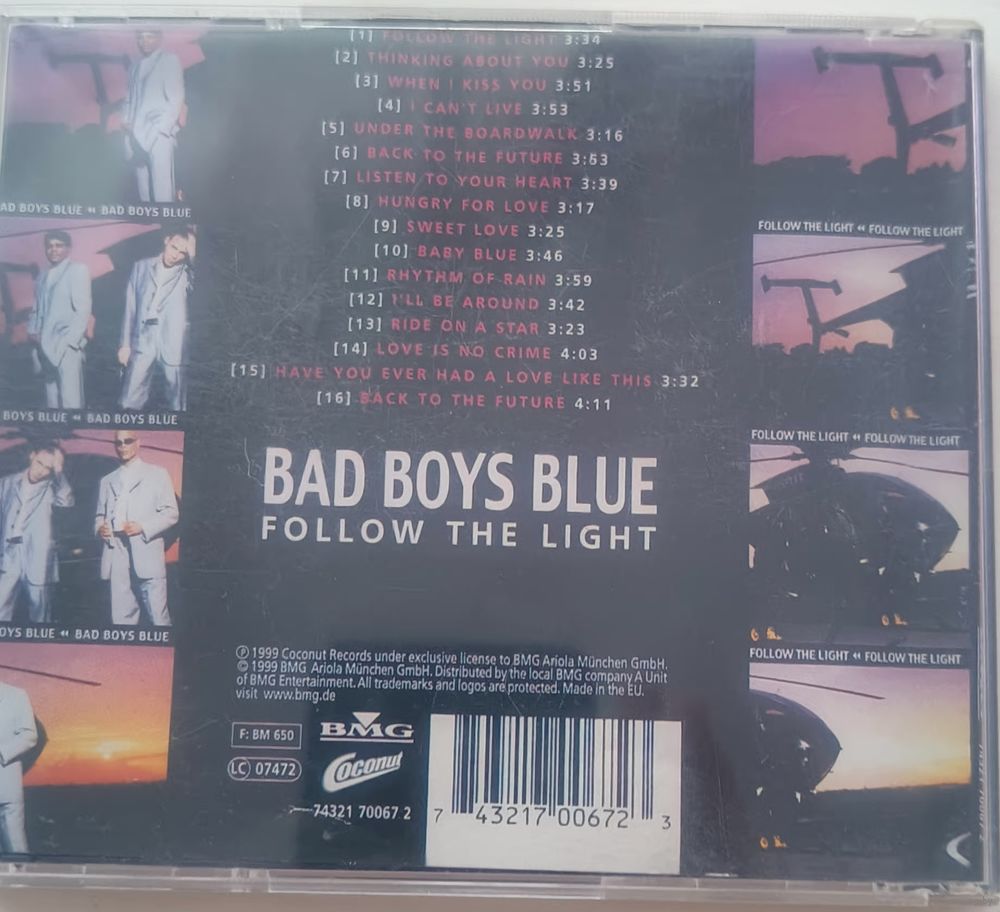 [1] FOLLOW THE LIGHT 3:34
[2] THINKING ABOUT YOU 3:25
[3] WHEN I KISS YOU 3:51
[4] I CAN'T LIVE 3:53
[5] UNDER THE BOARDWALK 3:16
[6] BACK TO THE FUTURE 3:53
[7] LISTEN TO YOUR HEART 3:39
[8] HUNGRY FOR LOVE 3:17
[9] SWEET LOVE 3:25
[10] BABY BLUE 3:46
[11] RHYTHM OF RAIN 3:59
[12] I'LL BE AROUND 3:42
[13] RIDE ON A STAR 3:23
[14] LOVE IS NO CRIME 4:03
[15] HAVE YOU EVER HAD A LOVE LIKE THIS 3:32
[16] BACK TO THE FUTURE 4:11
BAD BOYS BLUE
FOLLOW THE LIGHT
℗ 1999 Coconut Records under exclusive license to BMG Ariola München GmbH.
© 1999 BMG Ariola München GmbH. Distributed by the local BMG company A Unit
of BMG Entertainment. All trademarks and logos are protected. Made in the EU.
visit www.bmg.de
F: BM 650
BMG
LC 07472
Coconut
74321 70067 2
7 43217 00672 3
AD BOYS BLUE « BAD BOYS BLUE
BOYS BLUE « BAD BOYS BLUE
OYS BLUE « BAD BOYS BLUE
FOLLOW THE LIGHT « FOLLOW THE LIGHT
FOLLOW THE LIGHT « FOLLOW THE LIGHT
FOLLOW THE LIGHT « FOLLOW THE LIGHT